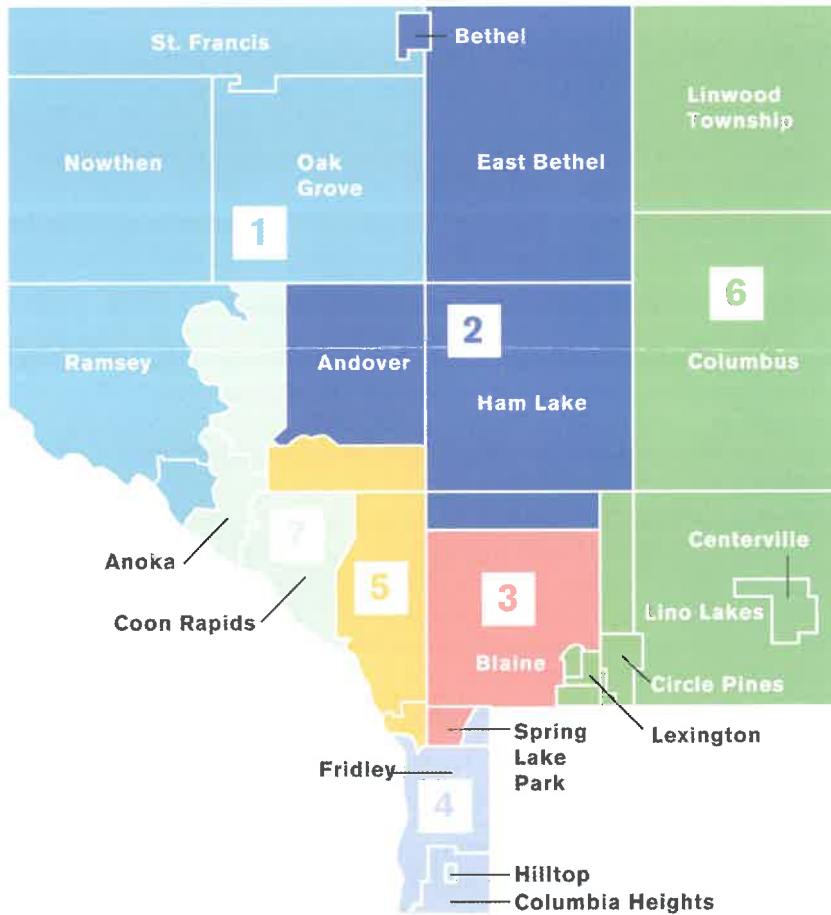 St. Francis
Bethel
Linwood
Township
Nowthen
Oak
Grove
East Bethel
1
6
2
Ramsey
Andover
Columbus
Ham Lake
7
Centerville
Anoka
5
3
Lino Lakes
Coon Rapids
Blaine
Circle Pines
Spring
Lake
Park
Lexington
Fridley
4
Hilltop
Columbia Heights